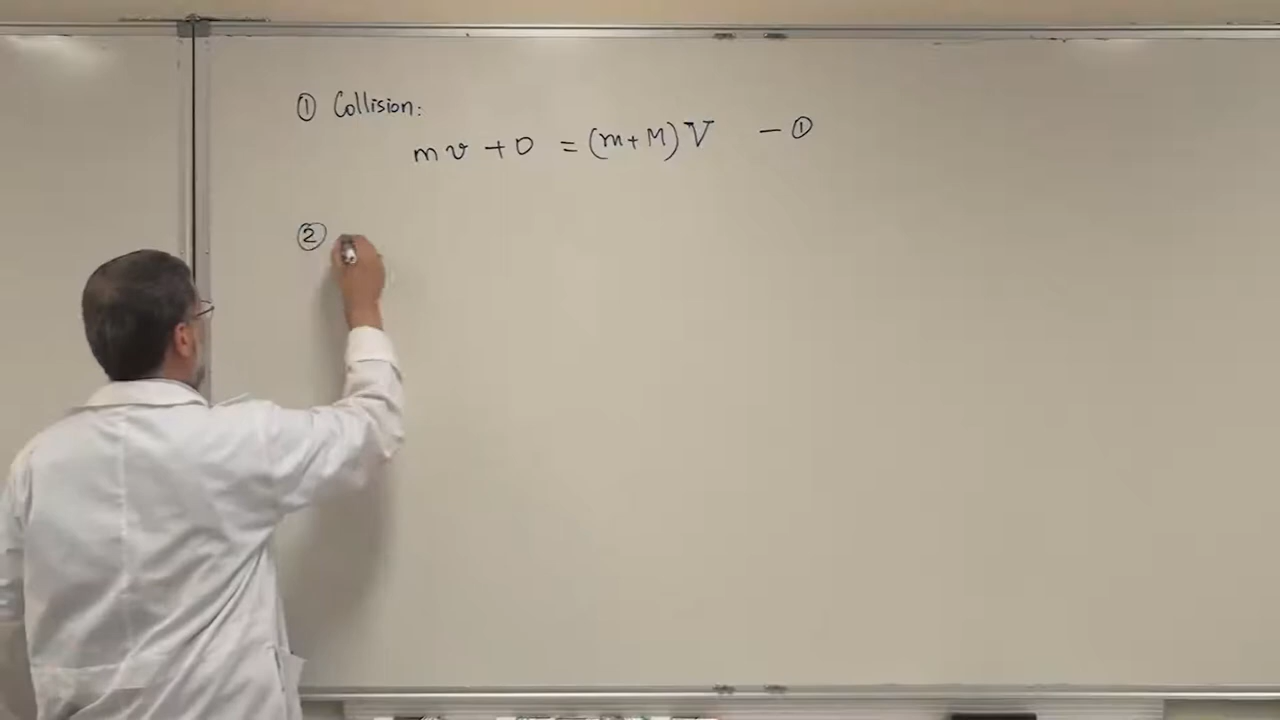 ① Collision:
mv + 0 = (m+M)V — ①
②